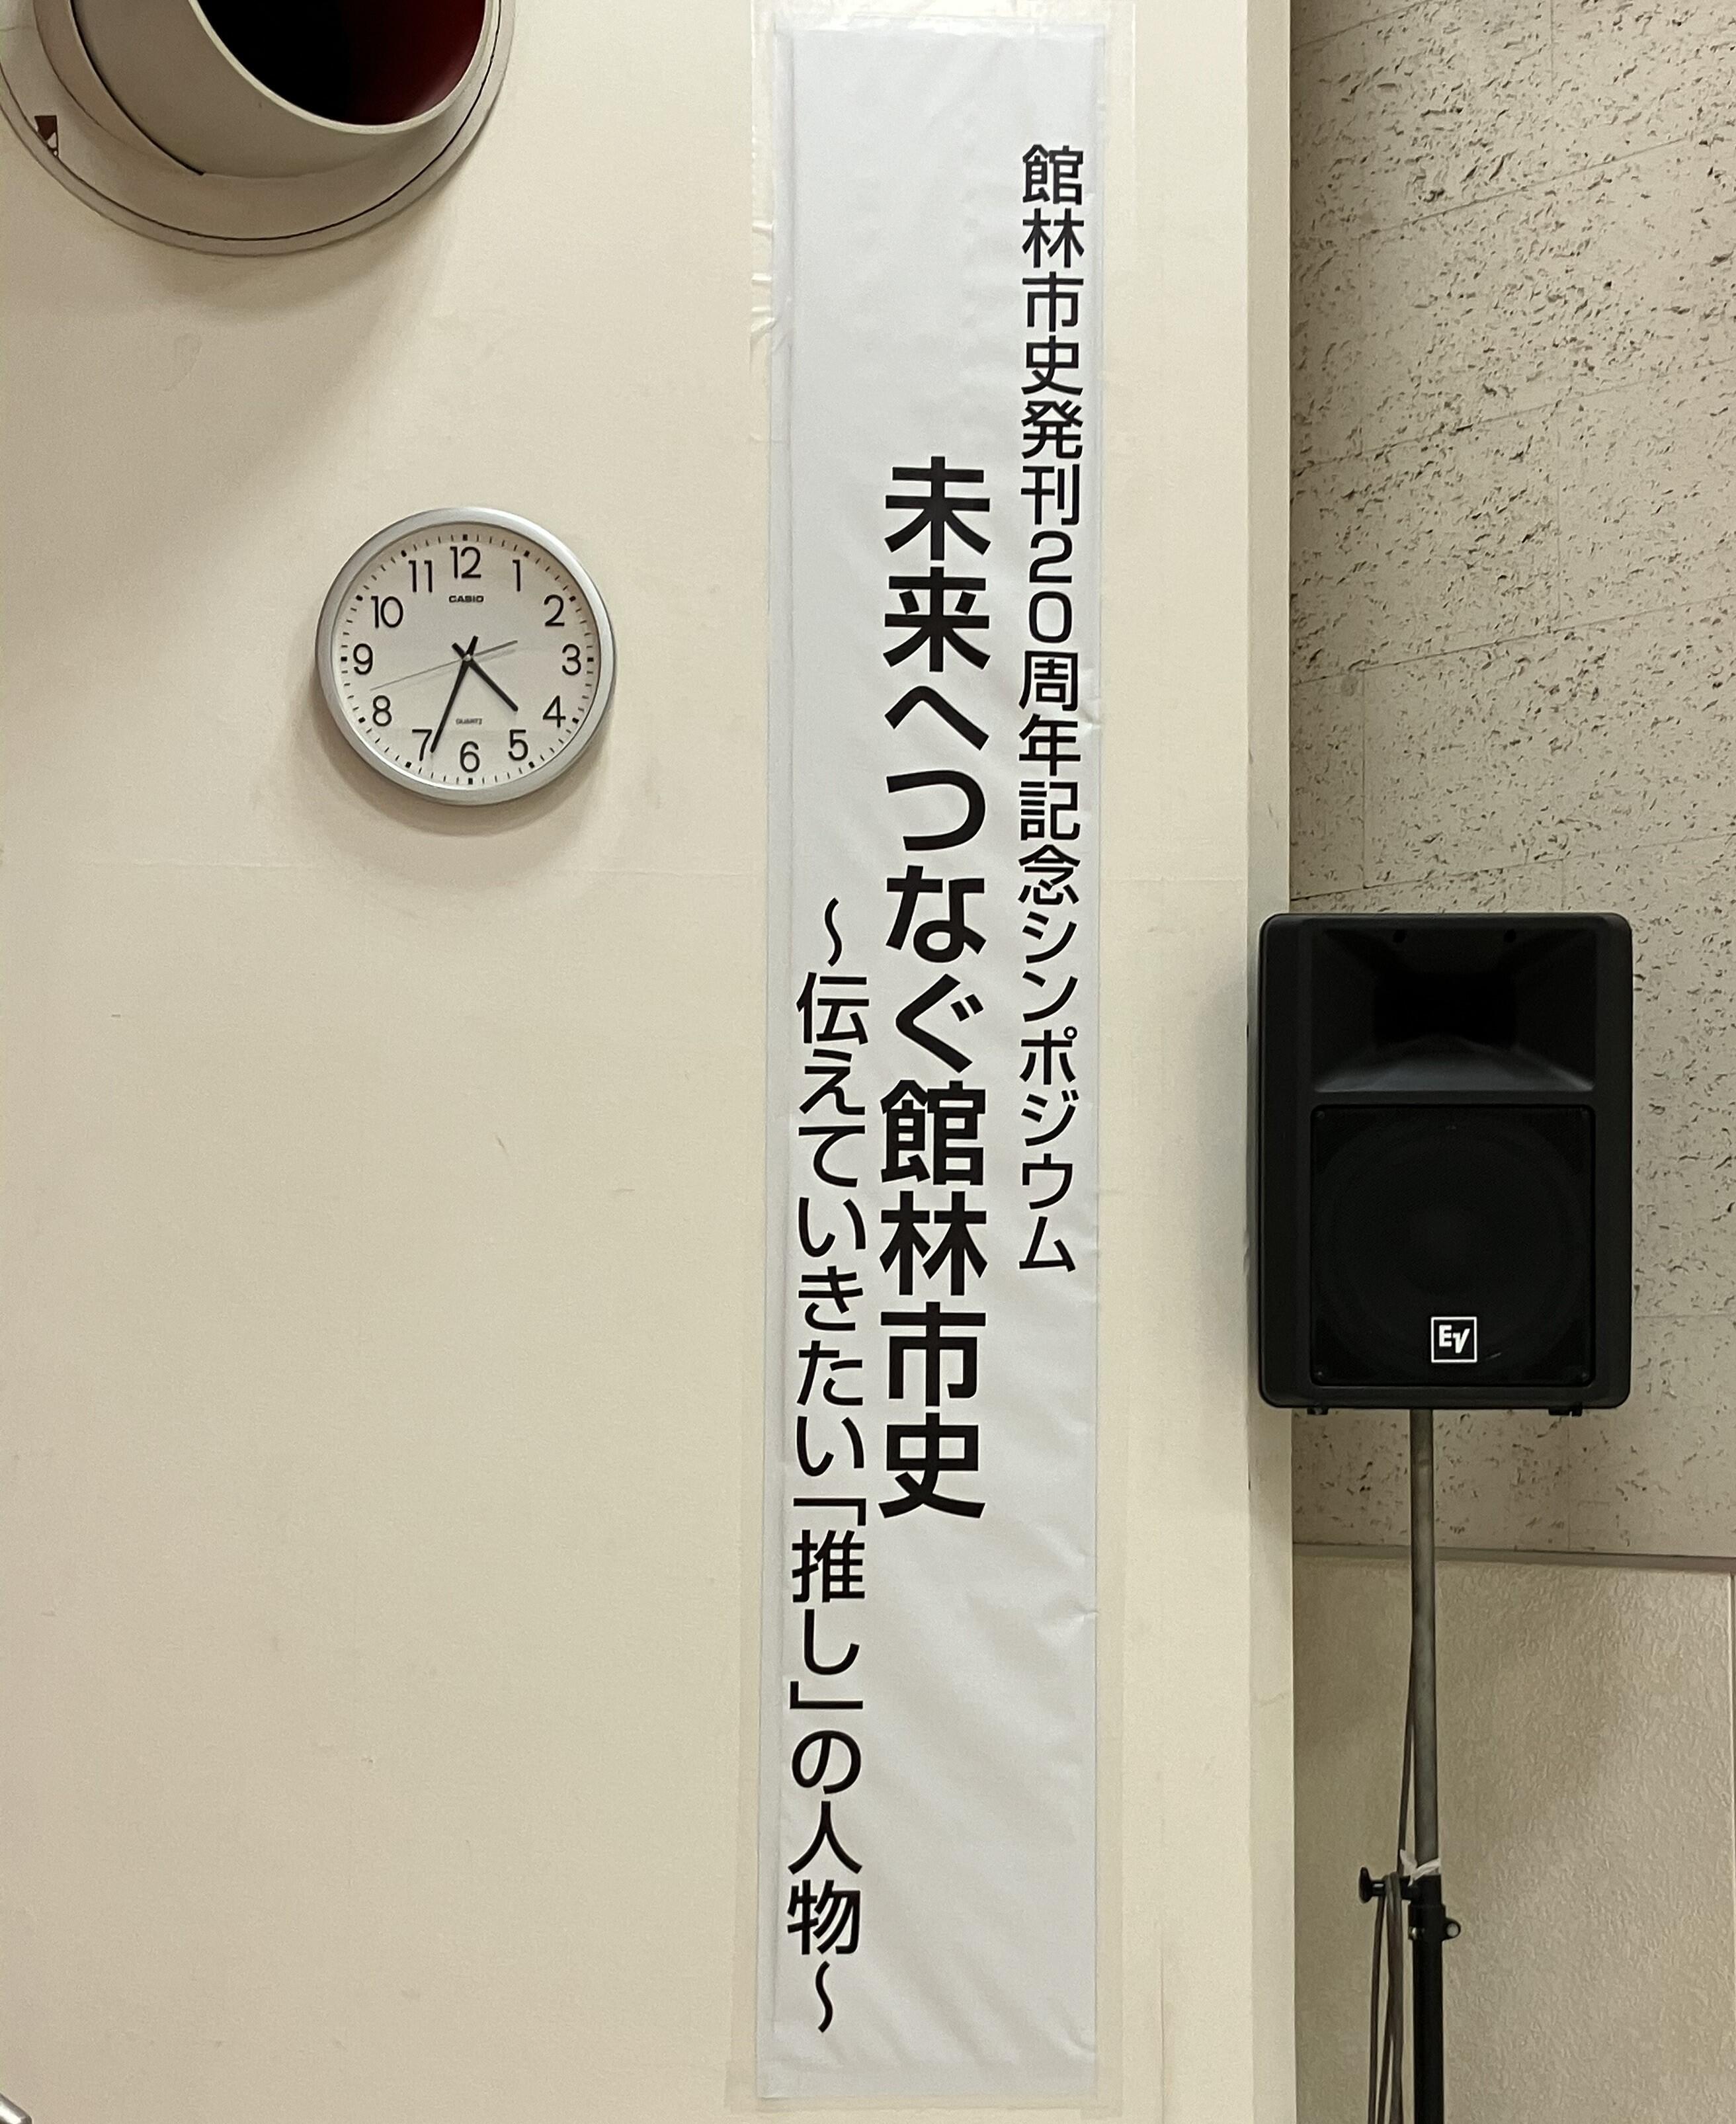 館林市史発刊20周年記念シンポジウム
未来へつなぐ館林市史
～伝えていきたい「推し」の人物～
12
1
2
3
4
5
6
7
8
9
10
11
CASIO
QUARTZ
EV